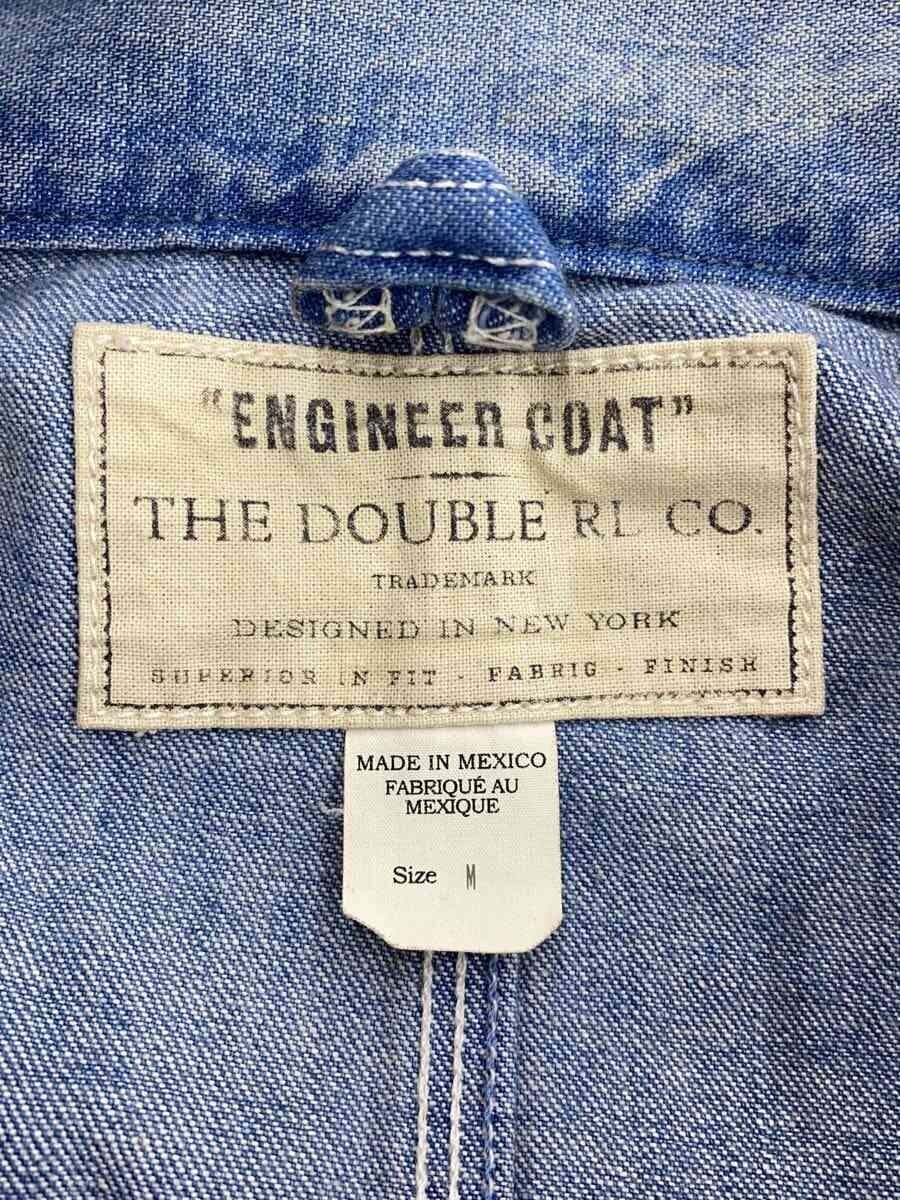 "ENGINEER COAT"
THE DOUBLE RL CO.
TRADEMARK
DESIGNED IN NEW YORK
SUPERIOR IN FIT - FABRIC - FINISH
MADE IN MEXICO
FABRIQUÉ AU
MEXIQUE
Size M